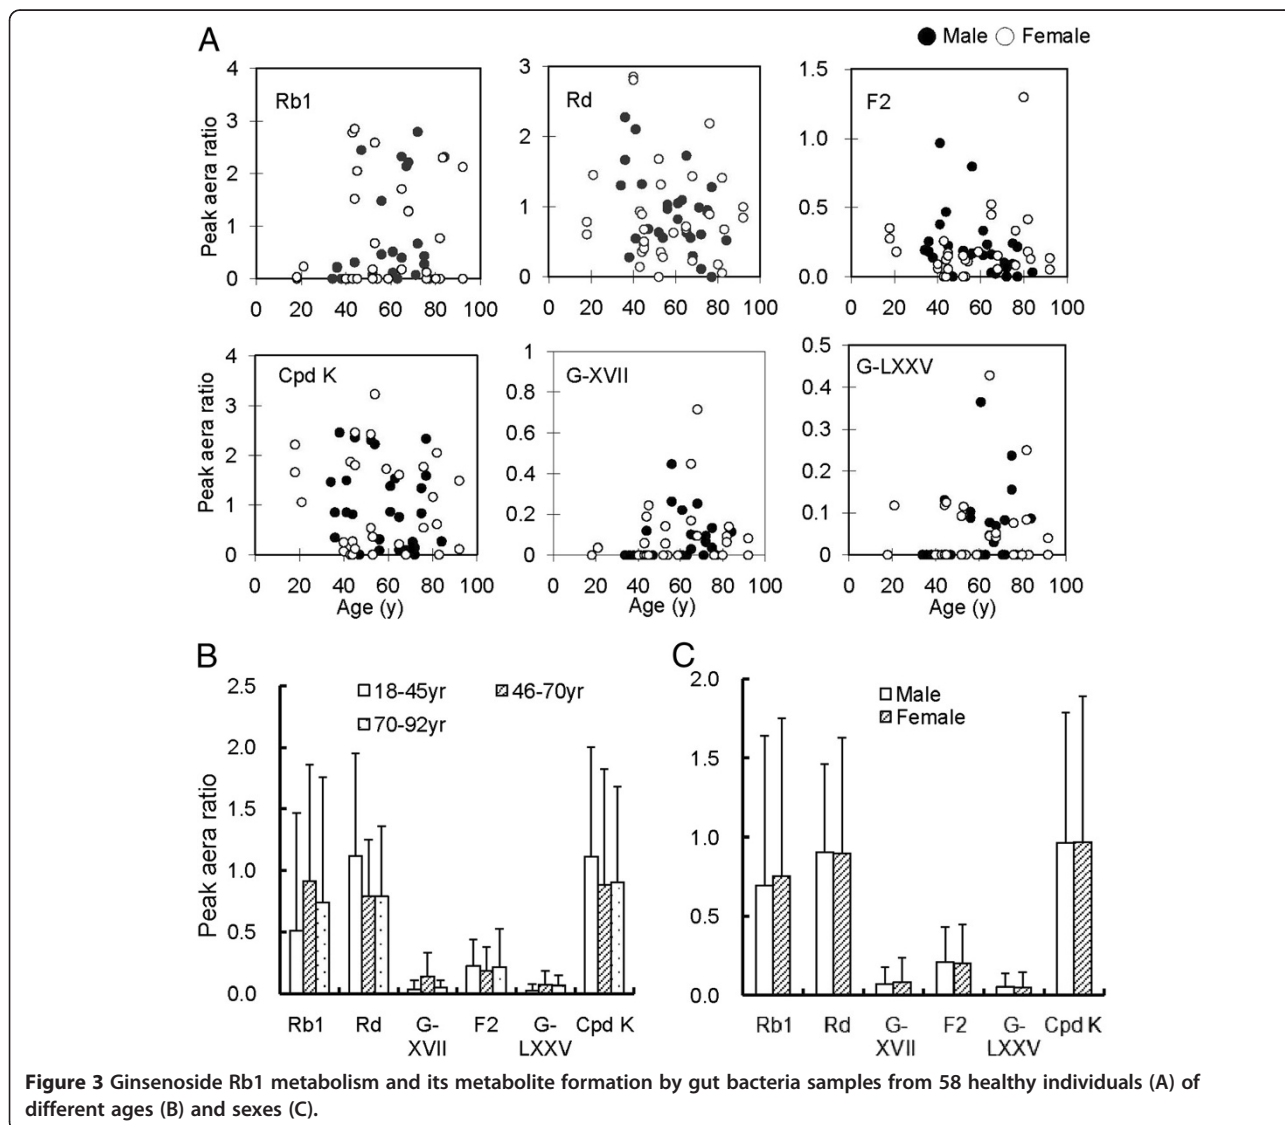 A
Male Female
Rb1
Peak aera ratio
4
3
2
1
0
0 20 40 60 80 100
Rd
3
2
1
0
0 20 40 60 80 100
F2
1.5
1.0
0.5
0.0
0 20 40 60 80 100
Cpd K
Peak aera ratio
4
3
2
1
0
0 20 40 60 80 100
Age (y)
G-XVII
1
0.8
0.6
0.4
0.2
0
0 20 40 60 80 100
Age (y)
G-LXXV
0.5
0.4
0.3
0.2
0.1
0
0 20 40 60 80 100
Age (y)
B
18-45yr 46-70yr
70-92yr
Peak aera ratio
2.5
2.0
1.5
1.0
0.5
0.0
Rb1 Rd G- F2 G- Cpd K
XVII LXXV
C
Male
Female
2.0
1.5
1.0
0.5
0.0
Rb1 Rd G- F2 G- Cpd K
XVII LXXV
Figure 3 Ginsenoside Rb1 metabolism and its metabolite formation by gut bacteria samples from 58 healthy individuals (A) of
different ages (B) and sexes (C).